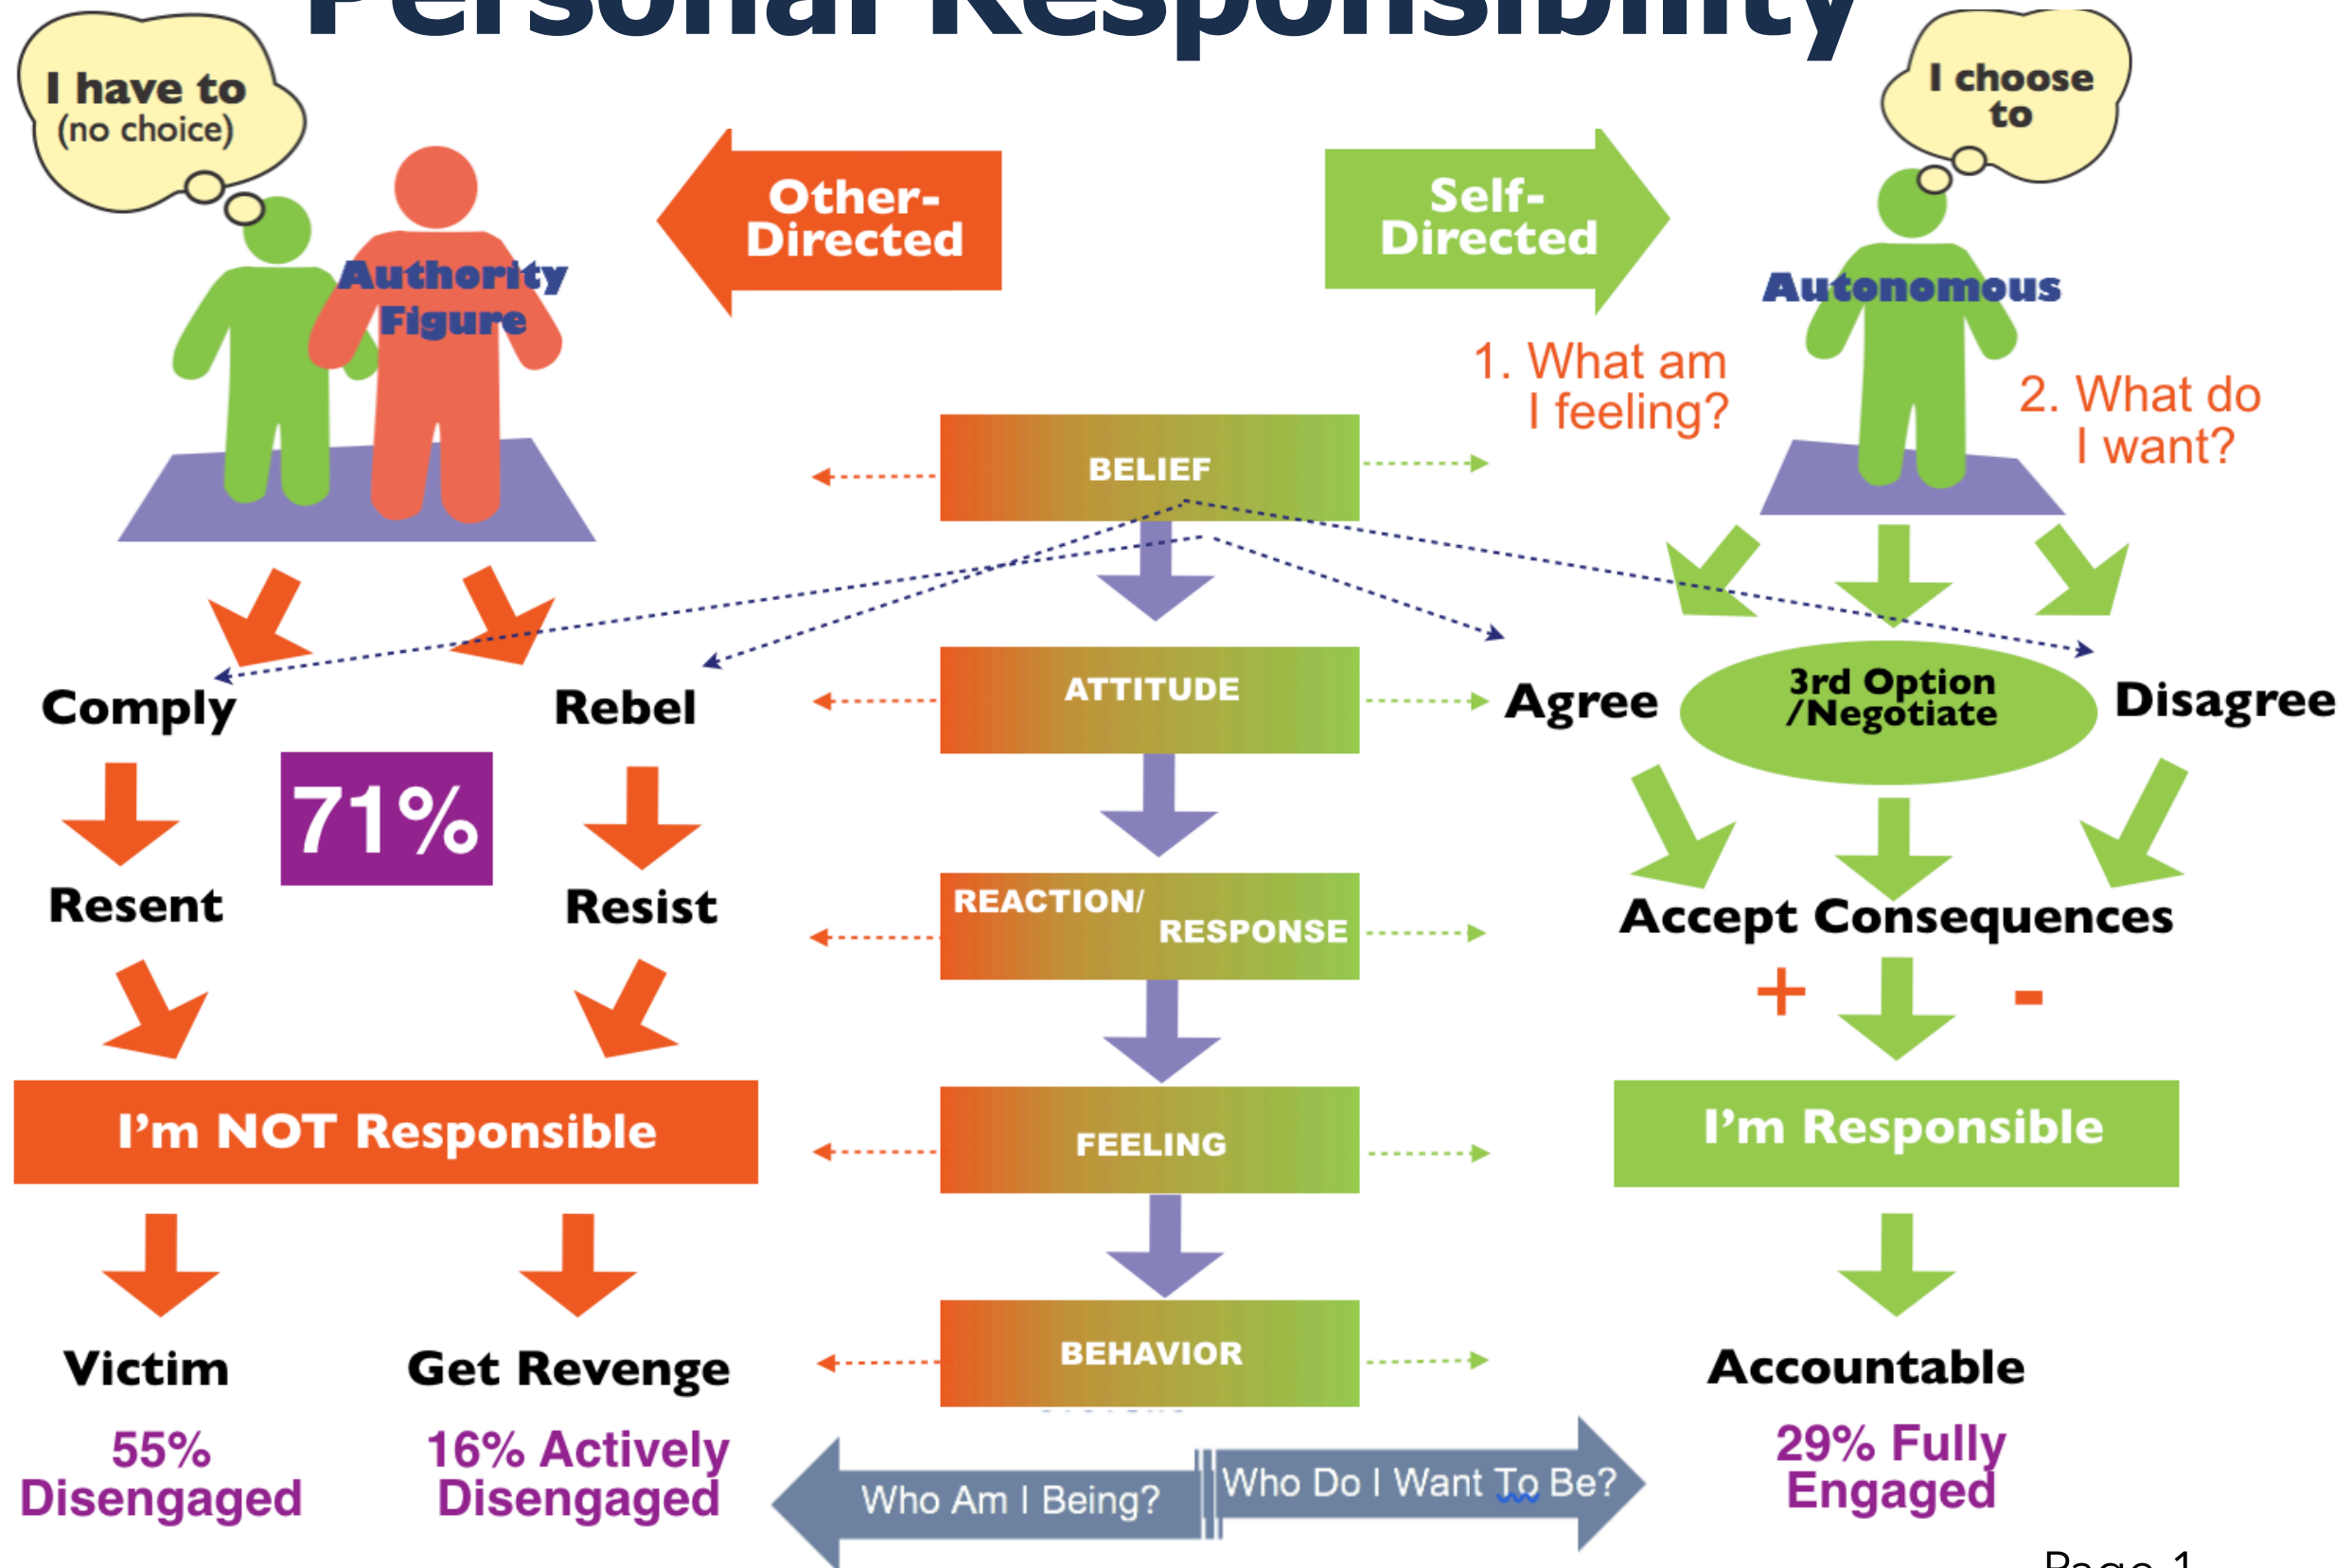 Personal Responsibility
I have to
(no choice)
I choose
to
Other-
Directed
Self-
Directed
Authority
Figure
Autonomous
1. What am
I feeling?
2. What do
I want?
BELIEF
Comply
Rebel
ATTITUDE
Agree
3rd Option
/Negotiate
Disagree
71%
Resent
Resist
REACTION/
RESPONSE
Accept Consequences
+
-
I'm NOT Responsible
FEELING
I'm Responsible
Victim
Get Revenge
BEHAVIOR
Accountable
55%
Disengaged
16% Actively
Disengaged
29% Fully
Engaged
Who Am I Being?
Who Do I Want To Be?
Page 1